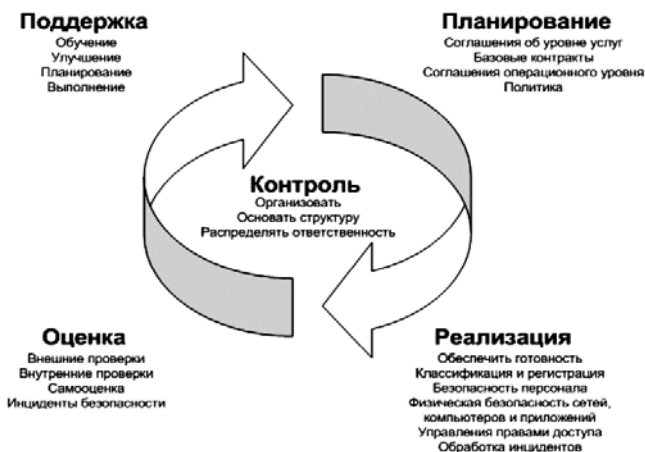 Поддержка
Обучение
Улучшение
Планирование
Выполнение
Планирование
Соглашения об уровне услуг
Базовые контракты
Соглашения операционного уровня
Политика
Контроль
Организовать
Основать структуру
Распределять ответственность
Оценка
Внешние проверки
Внутренние проверки
Самооценка
Инциденты безопасности
Реализация
Обеспечить готовность
Классификация и регистрация
Безопасность персонала
Физическая безопасность сетей,
компьютеров и приложений
Управления правами доступа
Обработка инцидентов